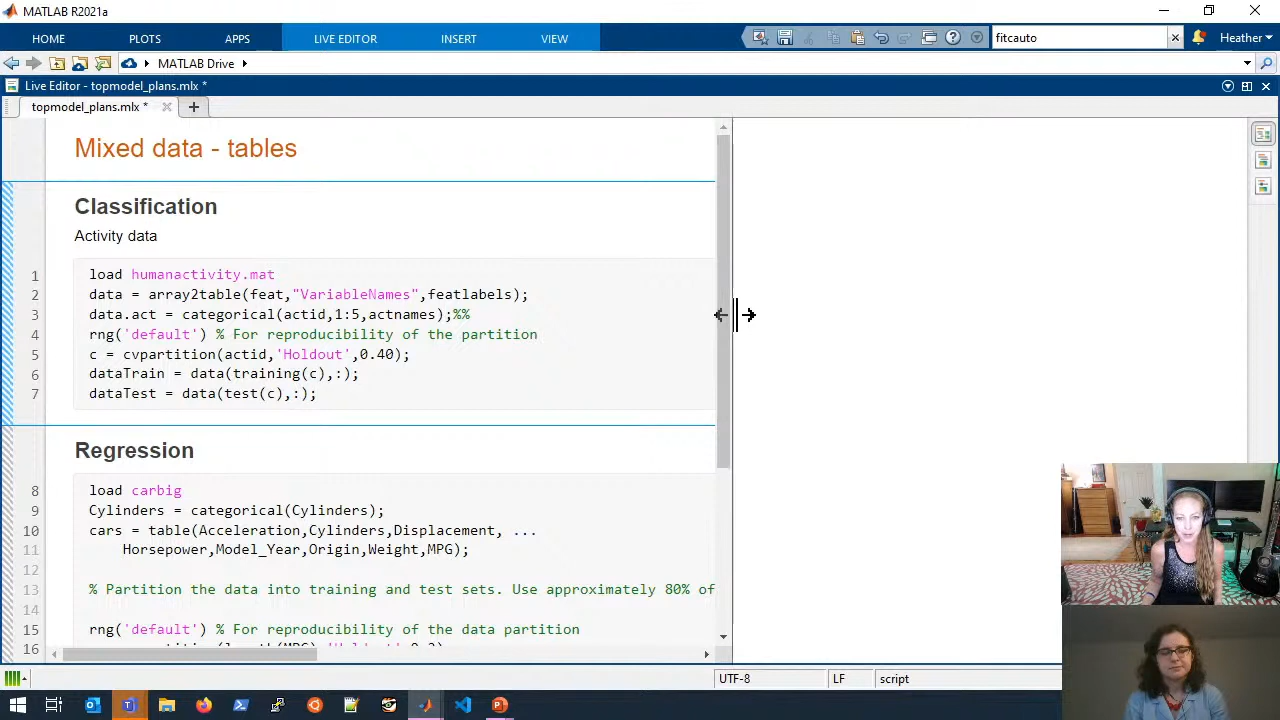 MATLAB R2021a
HOME PLOTS APPS LIVE EDITOR INSERT VIEW fitcauto Heather
MATLAB Drive
Live Editor - topmodel_plans.mlx *
topmodel_plans.mlx *
Mixed data - tables
Classification
Activity data
1 load humanactivity.mat
2 data = array2table(feat,"VariableNames",featlabels);
3 data.act = categorical(actid,1:5,actnames);%%
4 rng('default') % For reproducibility of the partition
5 c = cvpartition(actid,'Holdout',0.40);
6 dataTrain = data(training(c),:);
7 dataTest = data(test(c),:);
Regression
8 load carbig
9 Cylinders = categorical(Cylinders);
10 cars = table(Acceleration,Cylinders,Displacement, ...
11 Horsepower,Model_Year,Origin,Weight,MPG);
12
13 % Partition the data into training and test sets. Use approximately 80% of
14
15 rng('default') % For reproducibility of the data partition
16
UTF-8 LF script